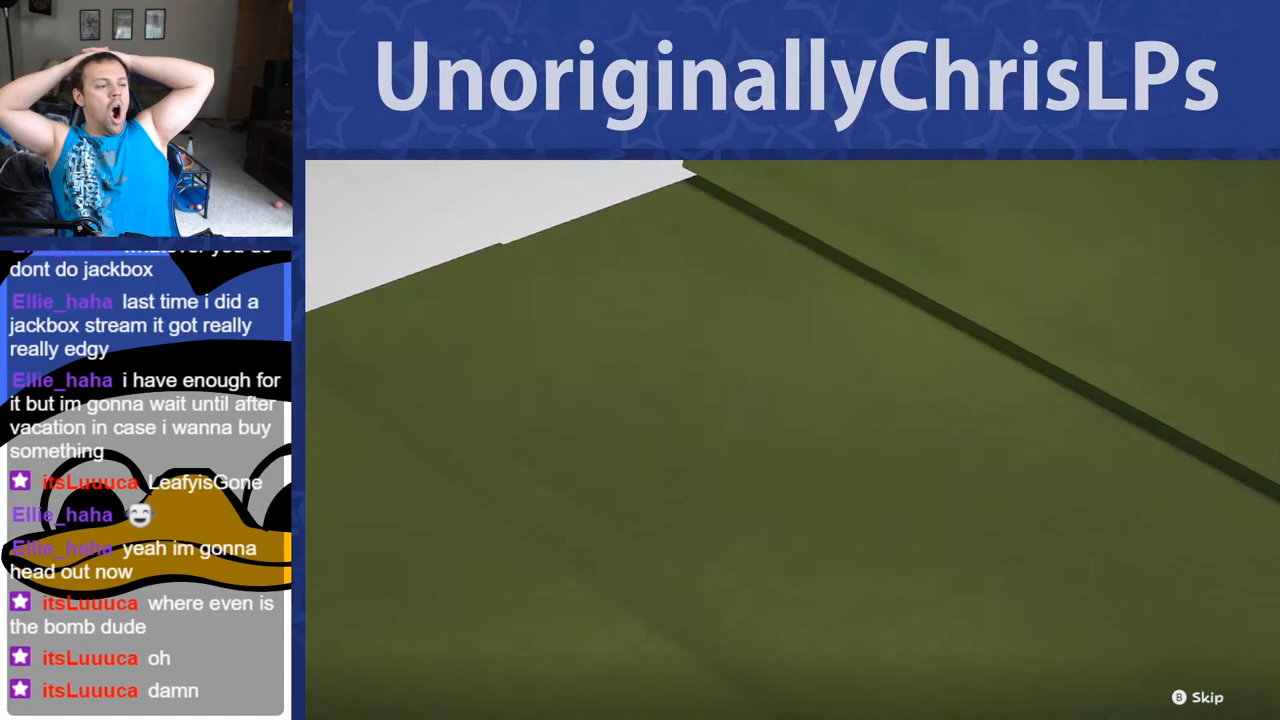 UnoriginallyChrisLPs
dont do jackbox
Ellie_haha last time i did a
jackbox stream it got really
really edgy
Ellie_haha i have enough for
it but im gonna wait until after
vacation in case i wanna buy
something
itsLuuuca LeafyisGone
Ellie_haha
Ellie_haha yeah im gonna
head out now
itsLuuuca where even is
the bomb dude
itsLuuuca oh
itsLuuuca damn
B Skip